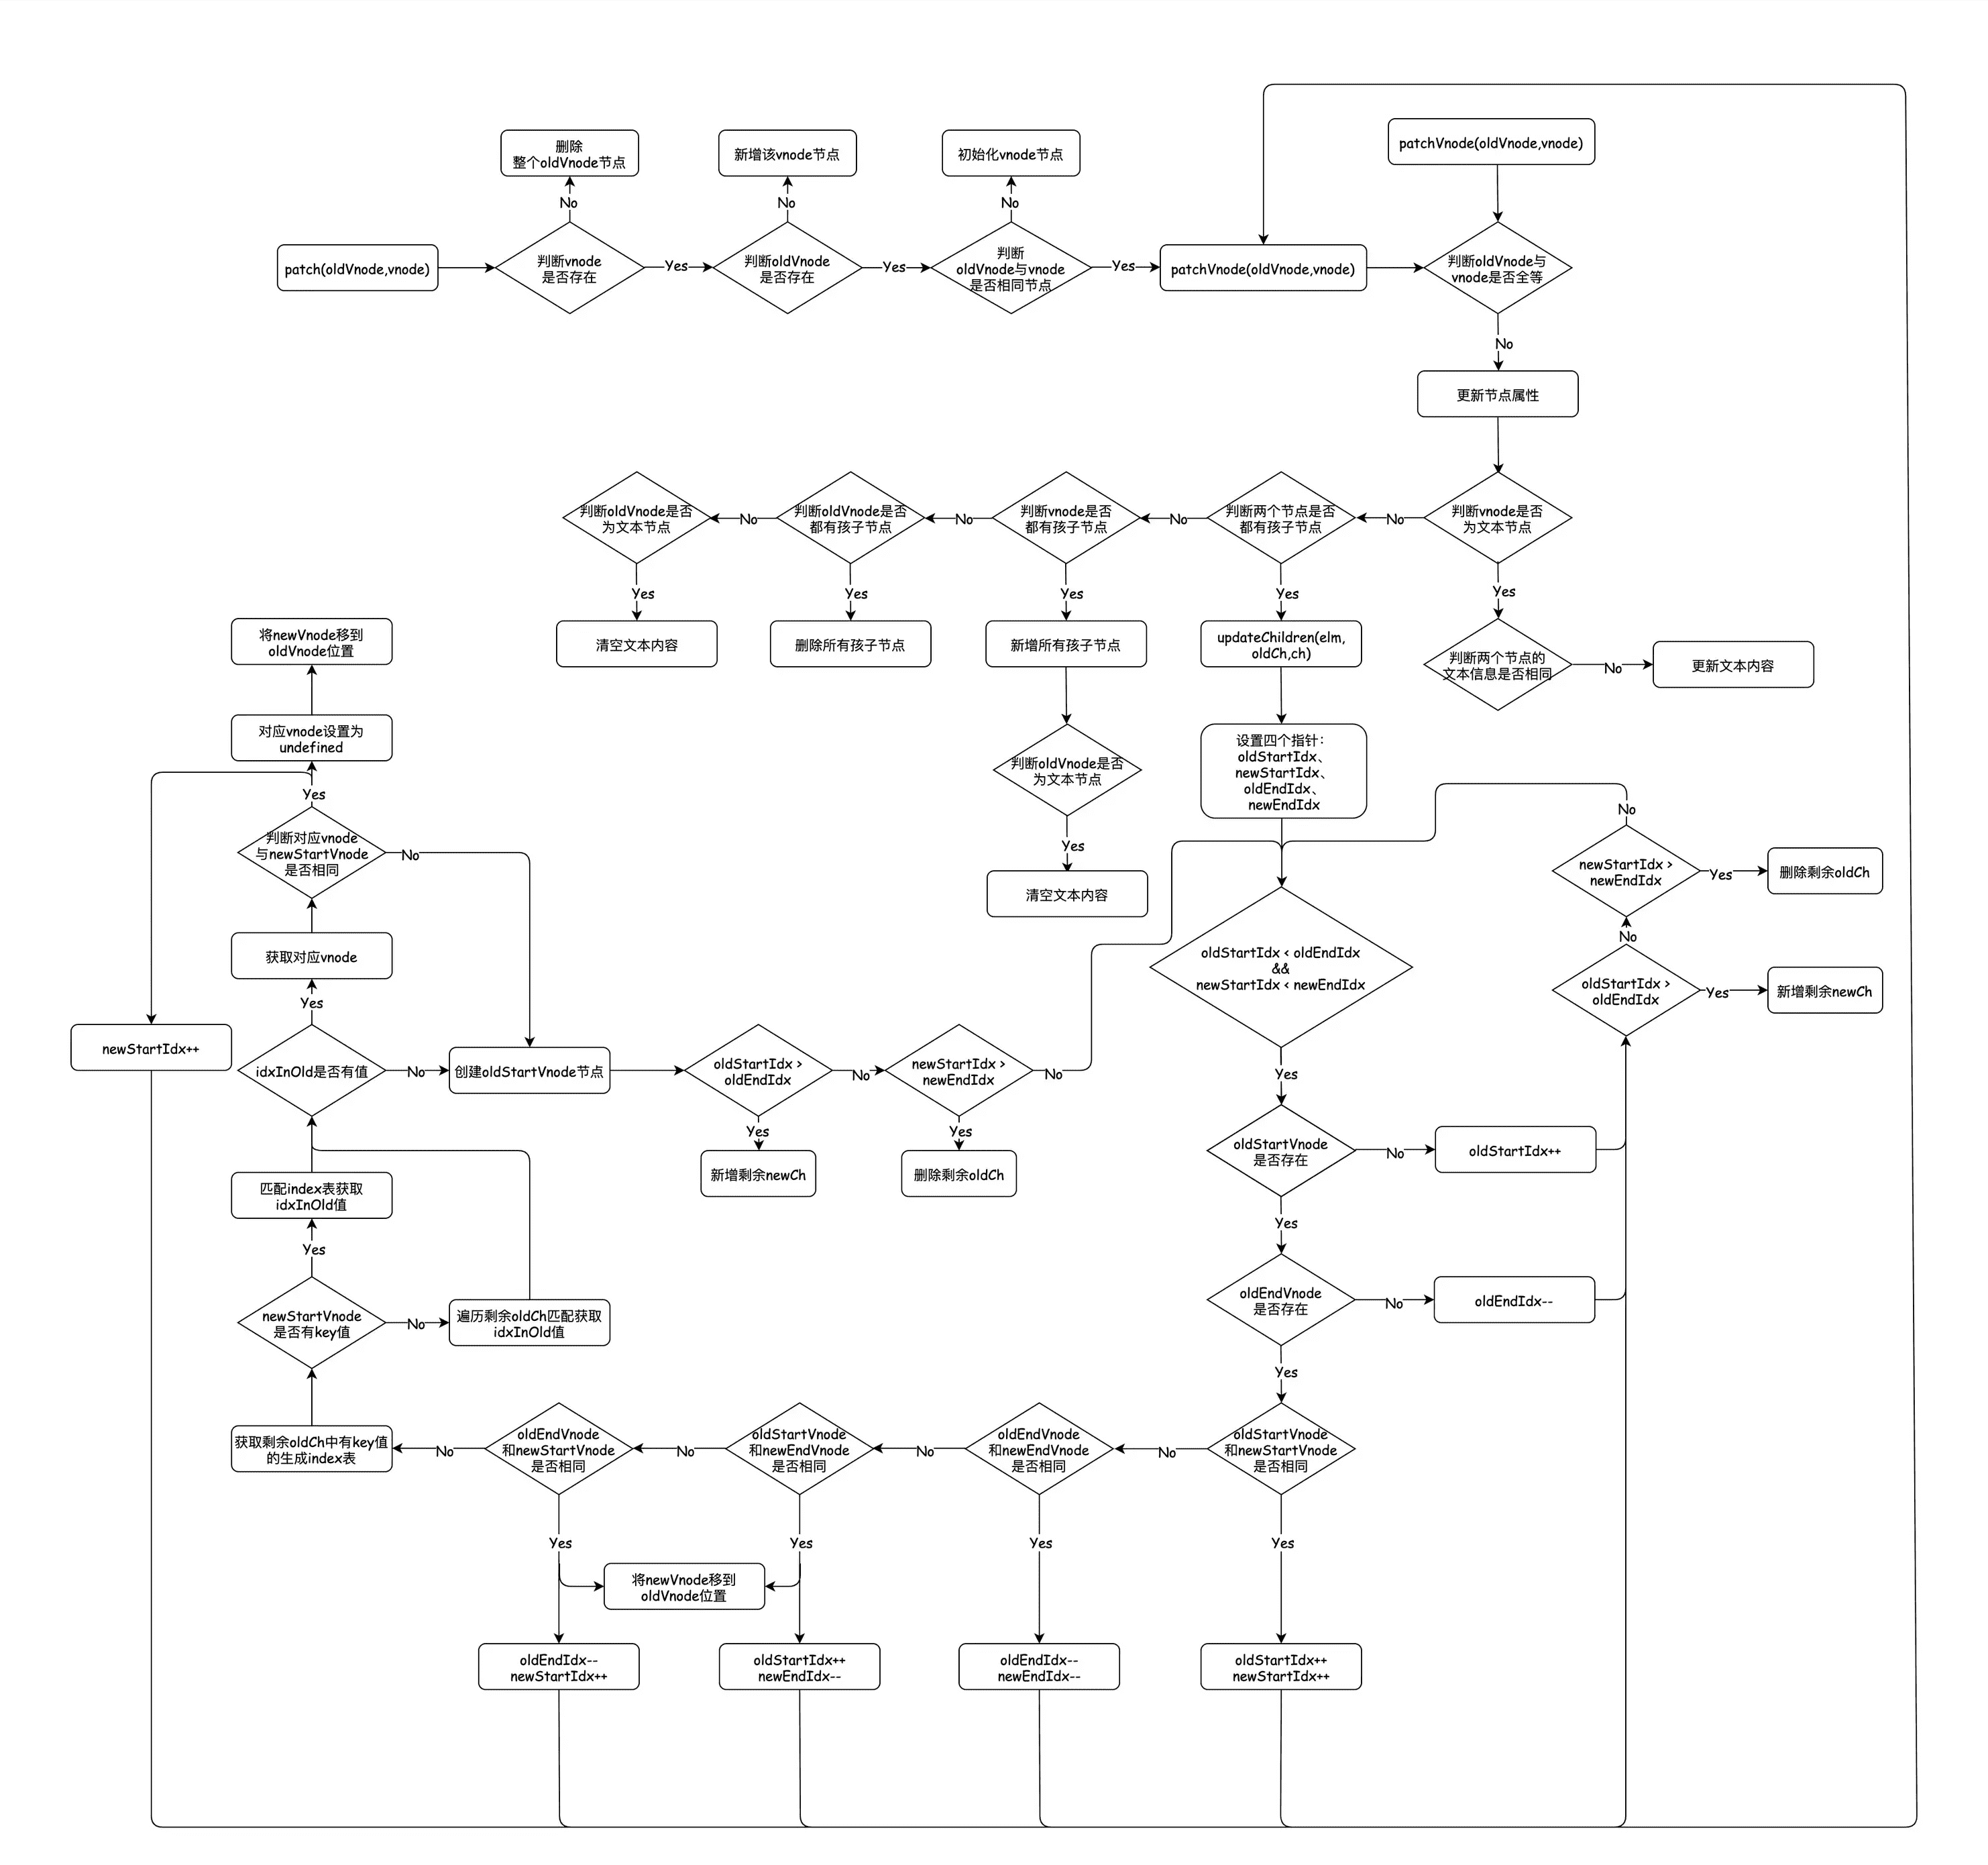 删除
整个oldVnode节点
新增该vnode节点
初始化vnode节点
patchVnode(oldVnode,vnode)
No
No
No
patch(oldVnode,vnode)
判断vnode
是否存在
Yes
判断oldVnode
是否存在
Yes
判断
oldVnode与vnode
是否相同节点
Yes
patchVnode(oldVnode,vnode)
判断oldVnode与
vnode是否全等
No
更新节点属性
判断oldVnode是否
为文本节点
No
判断oldVnode是否
都有孩子节点
No
判断vnode是否
都有孩子节点
No
判断两个节点是否
都有孩子节点
No
判断vnode是否
为文本节点
Yes
Yes
Yes
Yes
Yes
清空文本内容
删除所有孩子节点
新增所有孩子节点
updateChildren(elm,
oldCh,ch)
判断两个节点的
文本信息是否相同
No
更新文本内容
将newVnode移到
oldVnode位置
对应vnode设置为
undefined
判断oldVnode是否
为文本节点
设置四个指针：
oldStartIdx、
newStartIdx、
oldEndIdx、
newEndIdx
Yes
No
判断对应vnode
与newStartVnode
是否相同
No
Yes
清空文本内容
newStartIdx >
newEndIdx
Yes
删除剩余oldCh
No
获取对应vnode
oldStartIdx < oldEndIdx
&&
newStartIdx < newEndIdx
oldStartIdx >
oldEndIdx
Yes
新增剩余newCh
Yes
newStartIdx++
idxInOld是否有值
No
创建oldStartVnode节点
oldStartIdx >
oldEndIdx
No
newStartIdx >
newEndIdx
No
Yes
Yes
Yes
新增剩余newCh
删除剩余oldCh
oldStartVnode
是否存在
No
oldStartIdx++
匹配index表获取
idxInOld值
Yes
Yes
newStartVnode
是否有key值
No
遍历剩余oldCh匹配获取
idxInOld值
oldEndVnode
是否存在
No
oldEndIdx--
Yes
获取剩余oldCh中有key值
的生成index表
No
oldEndVnode
和newStartVnode
是否相同
No
oldStartVnode
和newEndVnode
是否相同
No
oldEndVnode
和newEndVnode
是否相同
No
oldStartVnode
和newStartVnode
是否相同
Yes
Yes
Yes
Yes
将newVnode移到
oldVnode位置
oldEndIdx--
newStartIdx++
oldStartIdx++
newEndIdx--
oldEndIdx--
newEndIdx--
oldStartIdx++
newStartIdx++